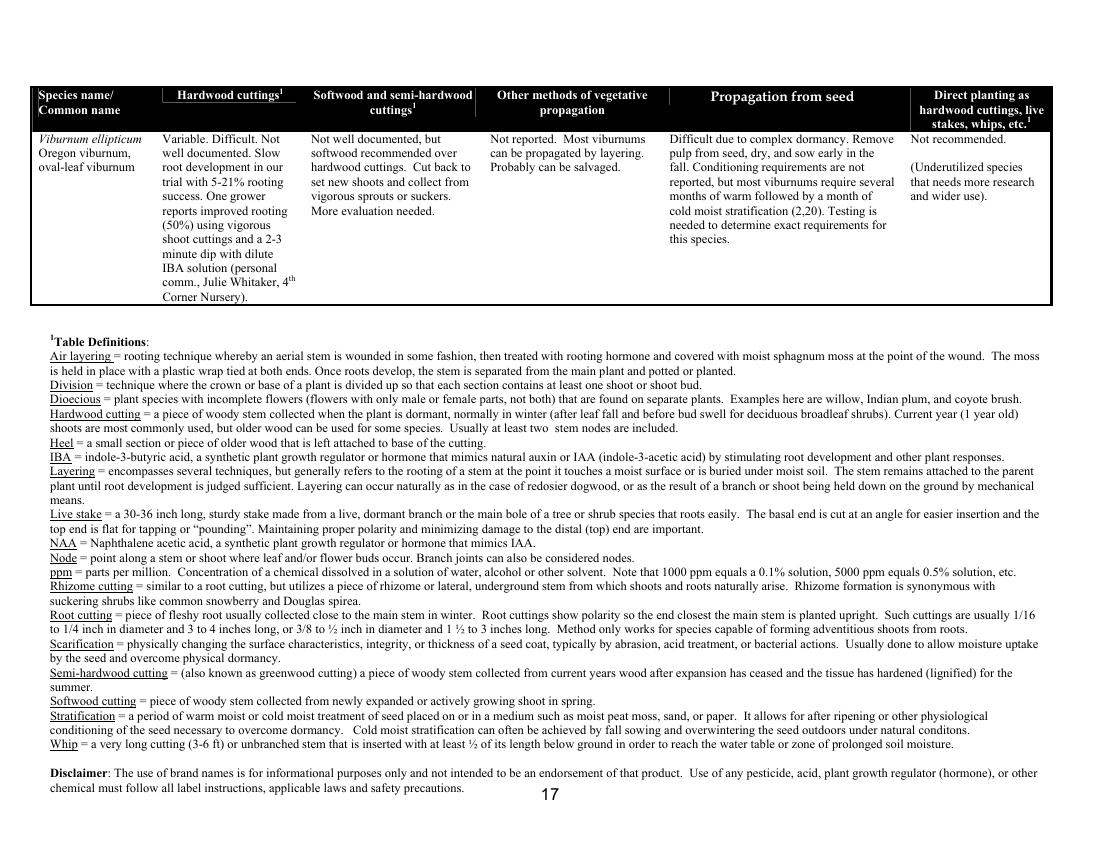 Species name/
Common name
Hardwood cuttings1
Softwood and semi-hardwood
cuttings1
Other methods of vegetative
propagation
Propagation from seed
Direct planting as
hardwood cuttings, live
stakes, whips, etc.1
Viburnum ellipticum
Oregon viburnum,
oval-leaf viburnum
Variable. Difficult. Not
well documented. Slow
root development in our
trial with 5-21% rooting
success. One grower
reports improved rooting
(50%) using vigorous
shoot cuttings and a 2-3
minute dip with dilute
IBA solution (personal
comm., Julie Whitaker, 4th
Corner Nursery).
Not well documented, but
softwood recommended over
hardwood cuttings.  Cut back to
set new shoots and collect from
vigorous sprouts or suckers.
More evaluation needed.
Not reported.  Most viburnums
can be propagated by layering.
Probably can be salvaged.
Difficult due to complex dormancy. Remove
pulp from seed, dry, and sow early in the
fall. Conditioning requirements are not
reported, but most viburnums require several
months of warm followed by a month of
cold moist stratification (2,20). Testing is
needed to determine exact requirements for
this species.
Not recommended.
(Underutilized species
that needs more research
and wider use).
1Table Definitions:
Air layering = rooting technique whereby an aerial stem is wounded in some fashion, then treated with rooting hormone and covered with moist sphagnum moss at the point of the wound.  The moss
is held in place with a plastic wrap tied at both ends. Once roots develop, the stem is separated from the main plant and potted or planted.
Division = technique where the crown or base of a plant is divided up so that each section contains at least one shoot or shoot bud.
Dioecious = plant species with incomplete flowers (flowers with only male or female parts, not both) that are found on separate plants.  Examples here are willow, Indian plum, and coyote brush.
Hardwood cutting = a piece of woody stem collected when the plant is dormant, normally in winter (after leaf fall and before bud swell for deciduous broadleaf shrubs). Current year (1 year old)
shoots are most commonly used, but older wood can be used for some species.  Usually at least two  stem nodes are included.
Heel = a small section or piece of older wood that is left attached to base of the cutting.
IBA = indole-3-butyric acid, a synthetic plant growth regulator or hormone that mimics natural auxin or IAA (indole-3-acetic acid) by stimulating root development and other plant responses.
Layering = encompasses several techniques, but generally refers to the rooting of a stem at the point it touches a moist surface or is buried under moist soil.  The stem remains attached to the parent
plant until root development is judged sufficient. Layering can occur naturally as in the case of redosier dogwood, or as the result of a branch or shoot being held down on the ground by mechanical
means.
Live stake = a 30-36 inch long, sturdy stake made from a live, dormant branch or the main bole of a tree or shrub species that roots easily.  The basal end is cut at an angle for easier insertion and the
top end is flat for tapping or “pounding”. Maintaining proper polarity and minimizing damage to the distal (top) end are important.
NAA = Naphthalene acetic acid, a synthetic plant growth regulator or hormone that mimics IAA.
Node = point along a stem or shoot where leaf and/or flower buds occur. Branch joints can also be considered nodes.
ppm = parts per million.  Concentration of a chemical dissolved in a solution of water, alcohol or other solvent.  Note that 1000 ppm equals a 0.1% solution, 5000 ppm equals 0.5% solution, etc.
Rhizome cutting = similar to a root cutting, but utilizes a piece of rhizome or lateral, underground stem from which shoots and roots naturally arise.  Rhizome formation is synonymous with
suckering shrubs like common snowberry and Douglas spirea.
Root cutting = piece of fleshy root usually collected close to the main stem in winter.  Root cuttings show polarity so the end closest the main stem is planted upright.  Such cuttings are usually 1/16
to 1/4 inch in diameter and 3 to 4 inches long, or 3/8 to ½ inch in diameter and 1 ½ to 3 inches long.  Method only works for species capable of forming adventitious shoots from roots.
Scarification = physically changing the surface characteristics, integrity, or thickness of a seed coat, typically by abrasion, acid treatment, or bacterial actions.  Usually done to allow moisture uptake
by the seed and overcome physical dormancy.
Semi-hardwood cutting = (also known as greenwood cutting) a piece of woody stem collected from current years wood after expansion has ceased and the tissue has hardened (lignified) for the
summer.
Softwood cutting = piece of woody stem collected from newly expanded or actively growing shoot in spring.
Stratification = a period of warm moist or cold moist treatment of seed placed on or in a medium such as moist peat moss, sand, or paper.  It allows for after ripening or other physiological
conditioning of the seed necessary to overcome dormancy.   Cold moist stratification can often be achieved by fall sowing and overwintering the seed outdoors under natural conditons.
Whip = a very long cutting (3-6 ft) or unbranched stem that is inserted with at least ½ of its length below ground in order to reach the water table or zone of prolonged soil moisture.
Disclaimer: The use of brand names is for informational purposes only and not intended to be an endorsement of that product.  Use of any pesticide, acid, plant growth regulator (hormone), or other
chemical must follow all label instructions, applicable laws and safety precautions.
17